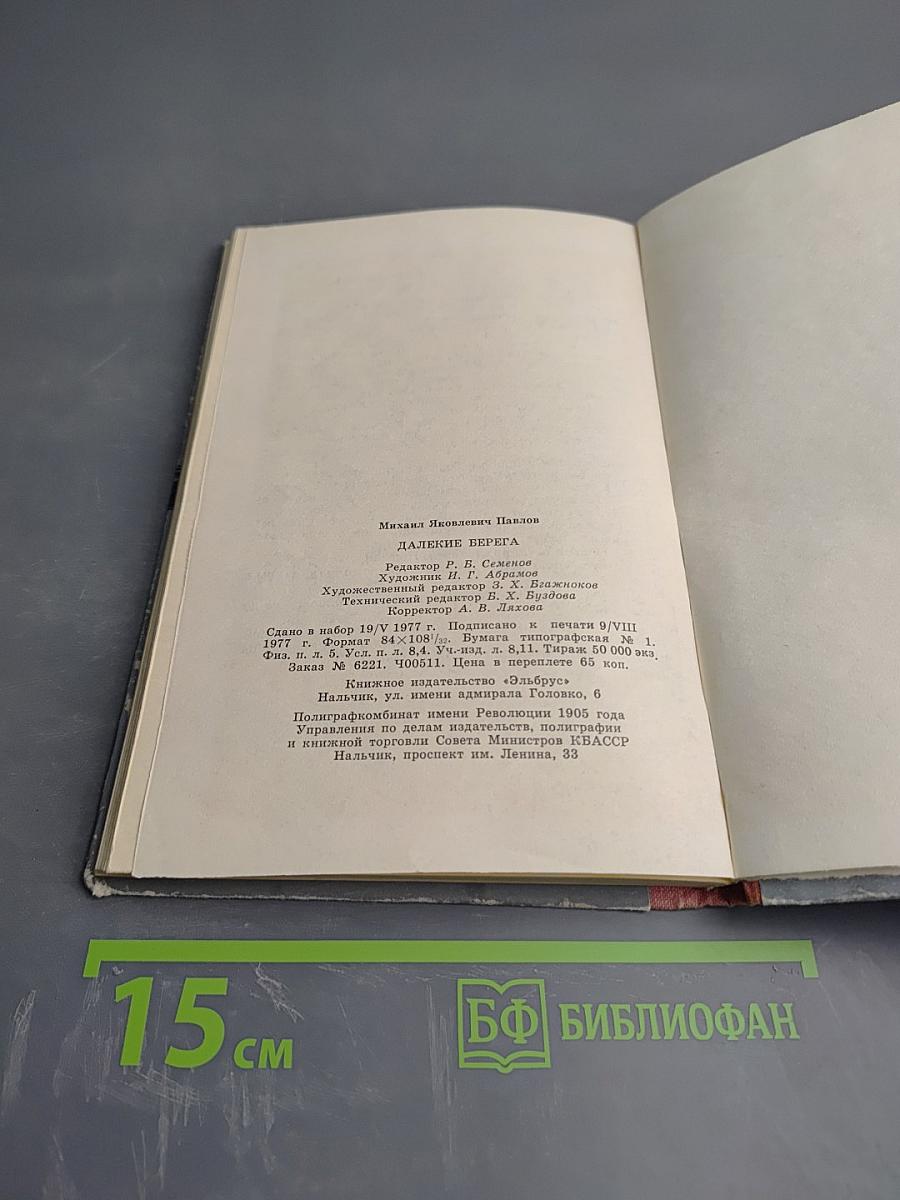 Михаил Яковлевич Павлов
ДАЛЕКИЕ БЕРЕГА
Редактор Р. Б. Семенов
Художник И. Г. Абрамов
Художественный редактор З. Х. Бгажноков
Технический редактор Б. Х. Буздова
Корректор А. В. Ляхова
Сдано в набор 19/V 1977 г. Подписано к печати 9/VIII
1977 г. Формат 84×108¹/₃₂. Бумага типографская № 1.
Физ. п. л. 5. Усл. п. л. 8,4. Уч.-изд. л. 8,11. Тираж 50 000 экз.
Заказ № 6221. Ч00511. Цена в переплете 65 коп.
Книжное издательство «Эльбрус»
Нальчик, ул. имени адмирала Головко, 6
Полиграфкомбинат имени Революции 1905 года
Управления по делам издательств, полиграфии
и книжной торговли Совета Министров КБАССР
Нальчик, проспект им. Ленина, 33
15 см
БФ БИБЛИОФАН